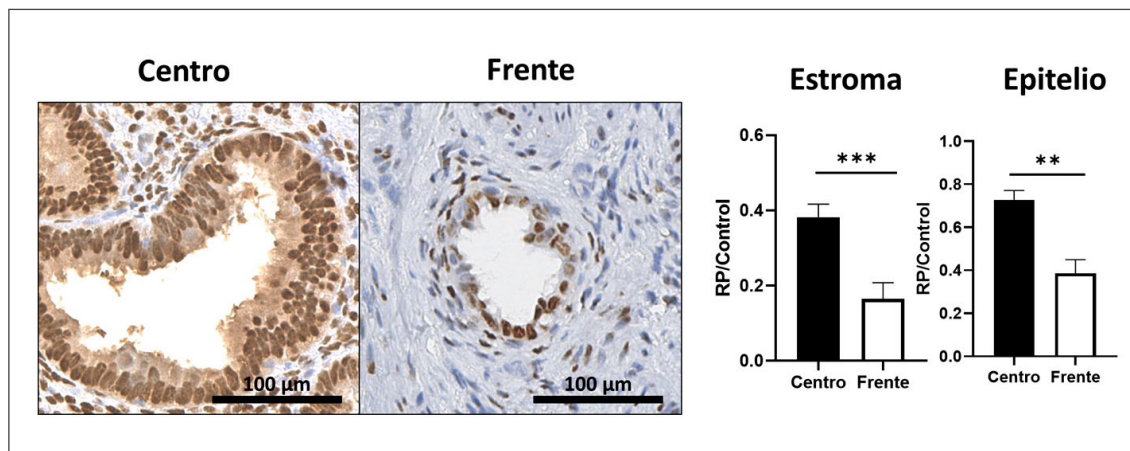 Centro
Frente
100 µm
100 µm
Estroma
RP/Control
0.6
0.4
0.2
0.0
***
Centro Frente
Epitelio
RP/Control
1.0
0.8
0.6
0.4
0.2
0.0
**
Centro Frente